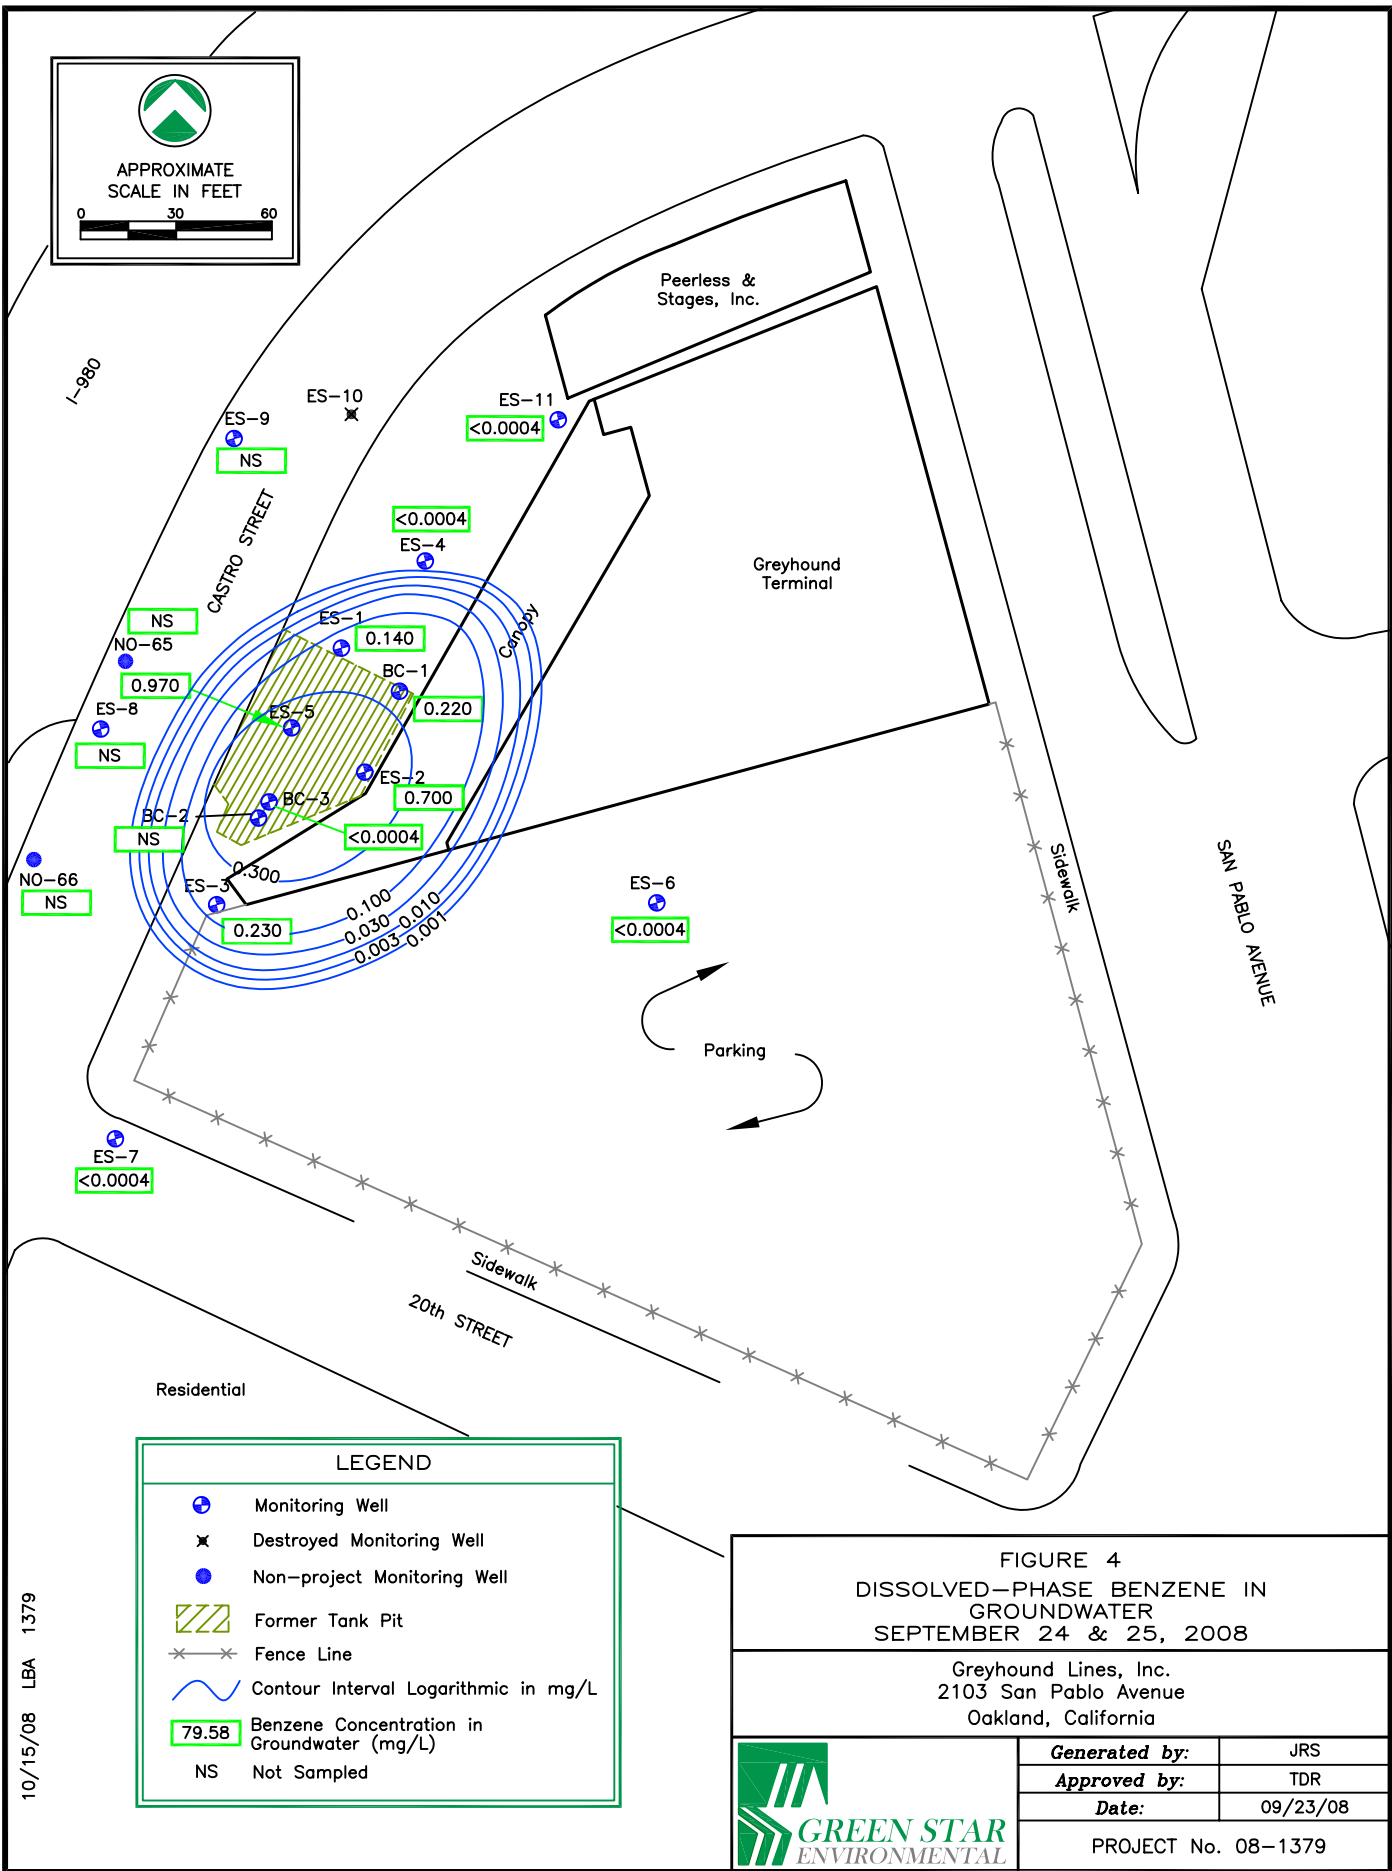 APPROXIMATE
SCALE IN FEET
0 30 60
Peerless &
Stages, Inc.
I-980
ES-10
ES-11
<0.0004
ES-9
NS
CASTRO STREET
<0.0004
ES-4
Greyhound
Terminal
Canopy
NS
NO-65
ES-1
0.140
0.970
BC-1
0.220
ES-8
NS
ES-5
ES-2
0.700
BC-3
BC-2
NS
<0.0004
NO-66
NS
0.300
ES-3
0.230
0.100
0.030
0.010
0.003
0.001
ES-6
<0.0004
Sidewalk
SAN PABLO AVENUE
Parking
ES-7
<0.0004
Sidewalk
20th STREET
Residential
LEGEND
Monitoring Well
Destroyed Monitoring Well
Non-project Monitoring Well
Former Tank Pit
Fence Line
Contour Interval Logarithmic in mg/L
79.58 Benzene Concentration in
Groundwater (mg/L)
NS Not Sampled
10/15/08 LBA 1379
FIGURE 4
DISSOLVED-PHASE BENZENE IN
GROUNDWATER
SEPTEMBER 24 & 25, 2008
Greyhound Lines, Inc.
2103 San Pablo Avenue
Oakland, California
GREEN STAR
ENVIRONMENTAL
Generated by: JRS
Approved by: TDR
Date: 09/23/08
PROJECT No. 08-1379